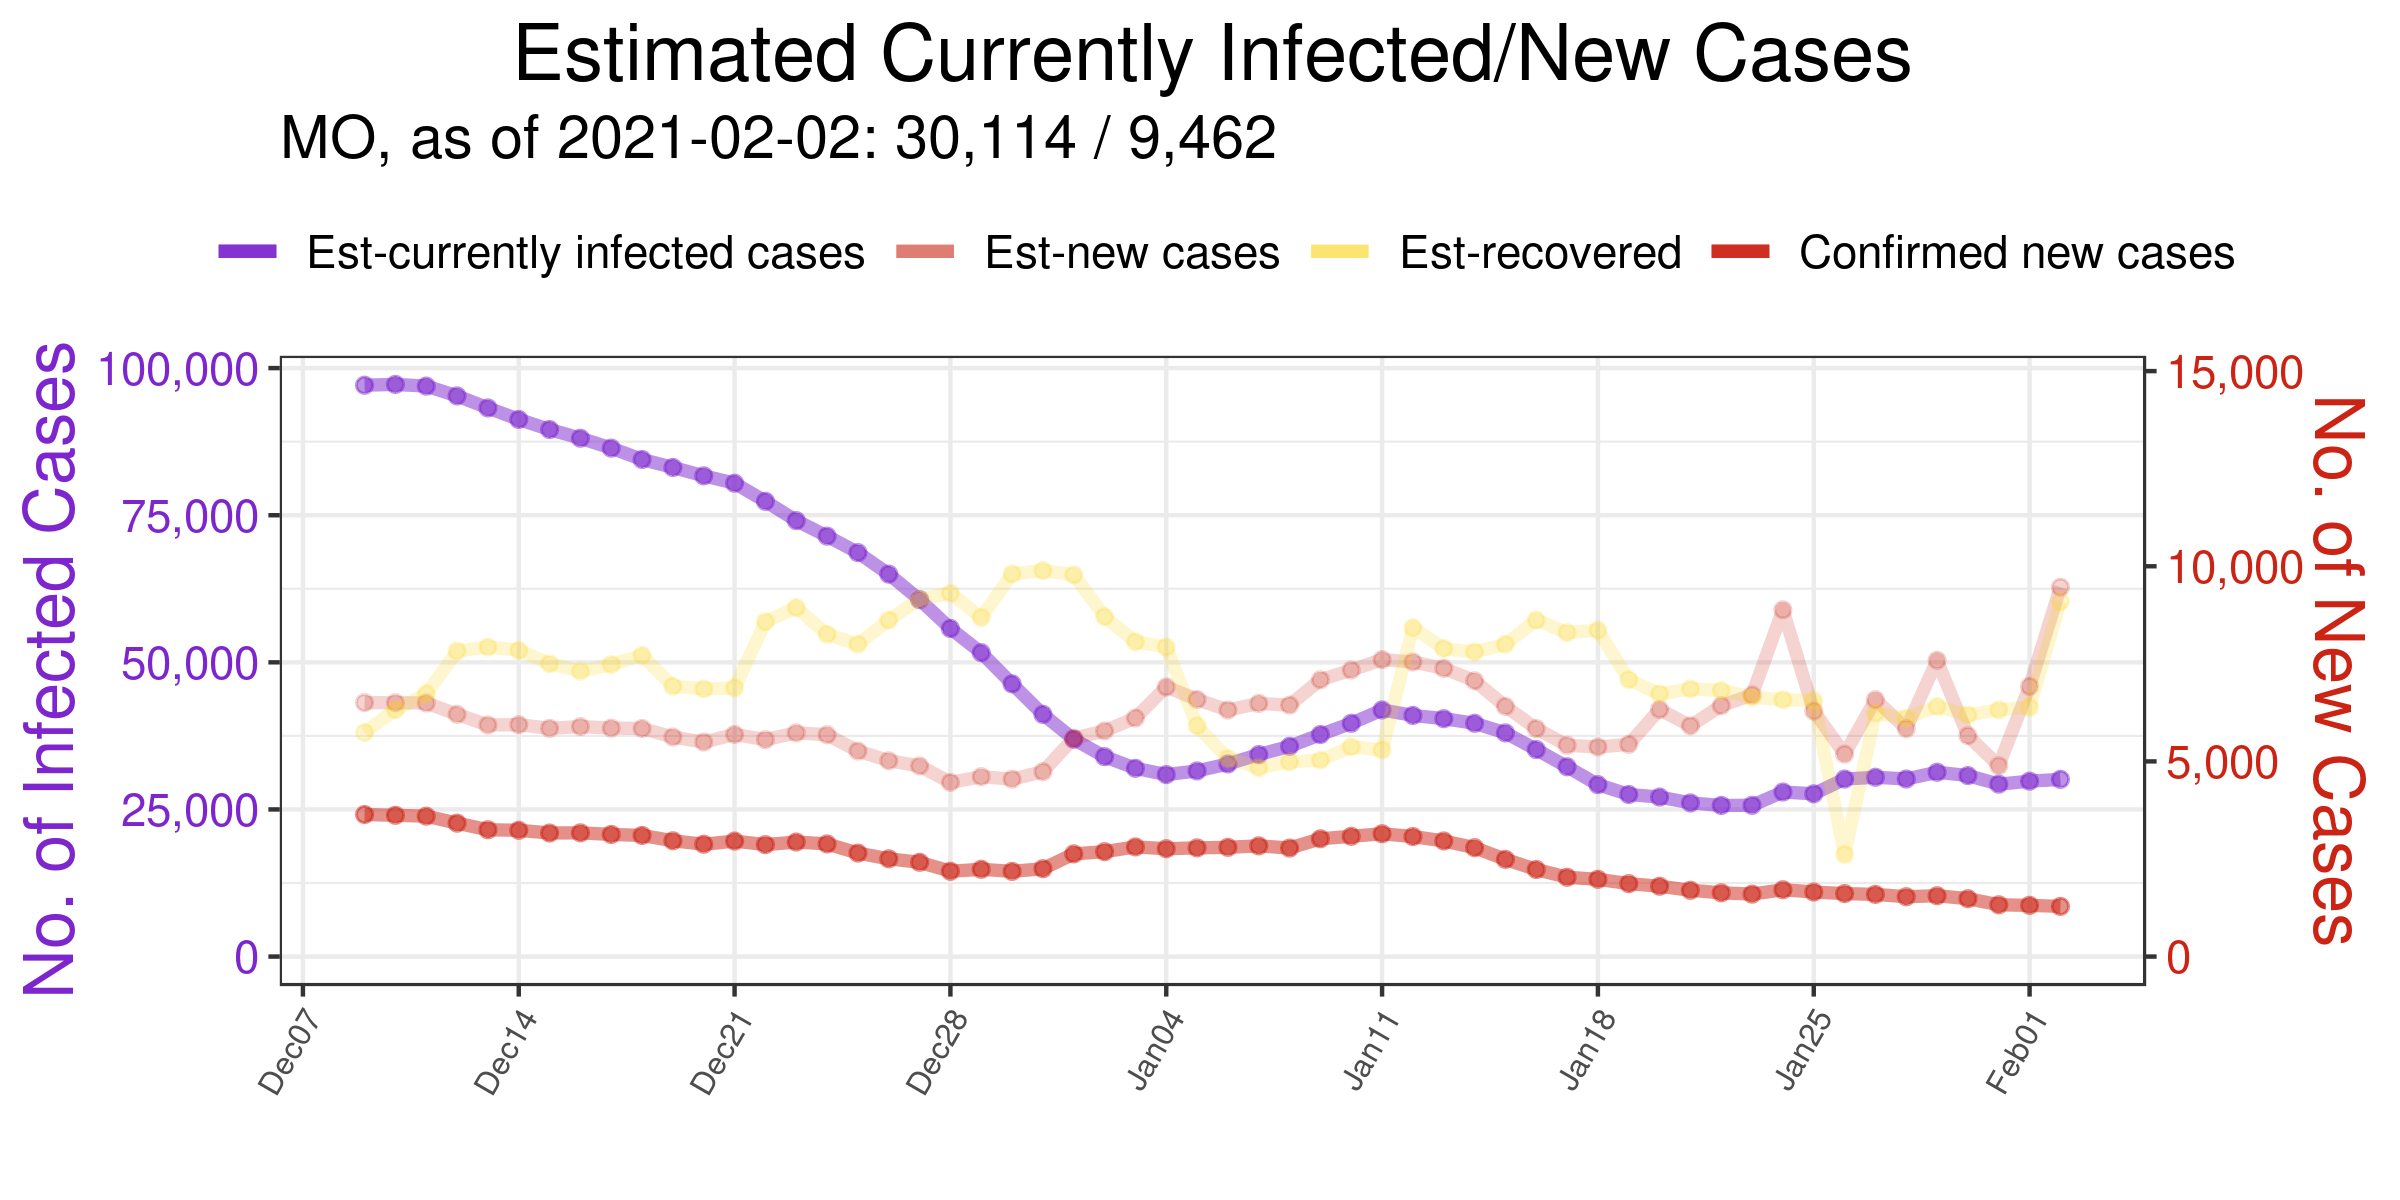 Estimated Currently Infected/New Cases
MO, as of 2021-02-02: 30,114 / 9,462
Est-currently infected cases Est-new cases Est-recovered Confirmed new cases
No. of Infected Cases
100,000
75,000
50,000
25,000
0
15,000
10,000
5,000
0
No. of New Cases
Dec07 Dec14 Dec21 Dec28 Jan04 Jan11 Jan18 Jan25 Feb01